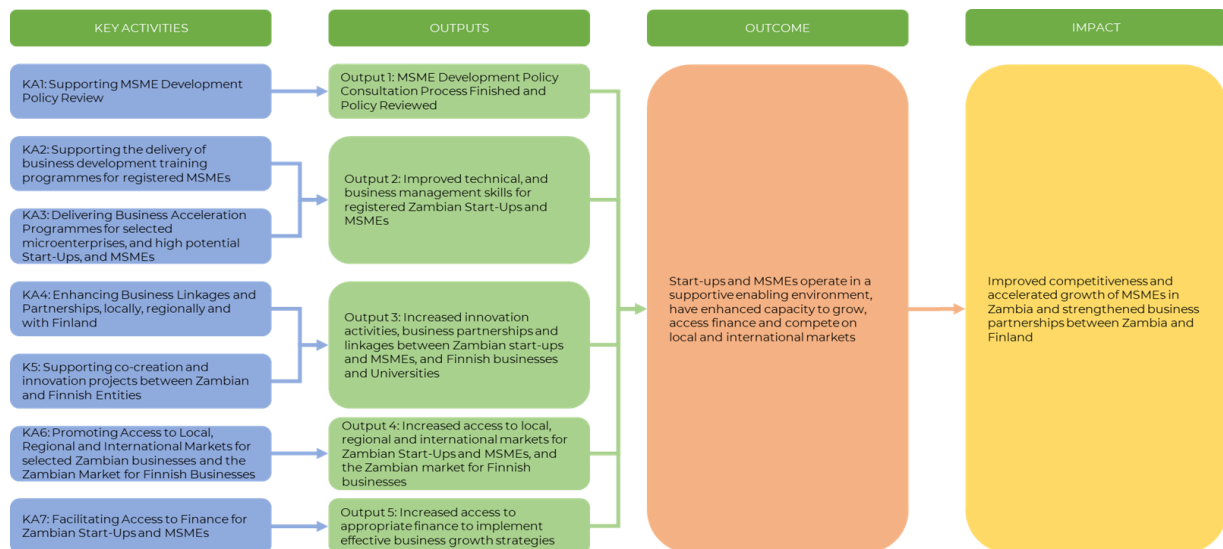 KEY ACTIVITIES
OUTPUTS
OUTCOME
IMPACT
KA1: Supporting MSME Development
Policy Review
Output 1: MSME Development Policy
Consultation Process Finished and
Policy Reviewed
KA2: Supporting the delivery of
business development training
programmes for registered MSMEs
KA3: Delivering Business Acceleration
Programmes for selected
microenterprises, and high potential
Start-Ups, and MSMEs
Output 2: Improved technical, and
business management skills for
registered Zambian Start-Ups and
MSMEs
KA4: Enhancing Business Linkages and
Partnerships, locally, regionally and
with Finland
K5: Supporting co-creation and
innovation projects between Zambian
and Finnish Entities
Output 3: Increased innovation
activities, business partnerships and
linkages between Zambian start-ups
and MSMEs, and Finnish businesses
and Universities
KA6: Promoting Access to Local,
Regional and International Markets for
selected Zambian businesses and the
Zambian Market for Finnish Businesses
Output 4: Increased access to local,
regional and international markets for
Zambian Start-Ups and MSMEs, and
the Zambian market for Finnish
businesses
KA7: Facilitating Access to Finance for
Zambian Start-Ups and MSMEs
Output 5: Increased access to
appropriate finance to implement
effective business growth strategies
Start-ups and MSMEs operate in a
supportive enabling environment,
have enhanced capacity to grow,
access finance and compete on
local and international markets
Improved competitiveness and
accelerated growth of MSMEs in
Zambia and strengthened business
partnerships between Zambia and
Finland